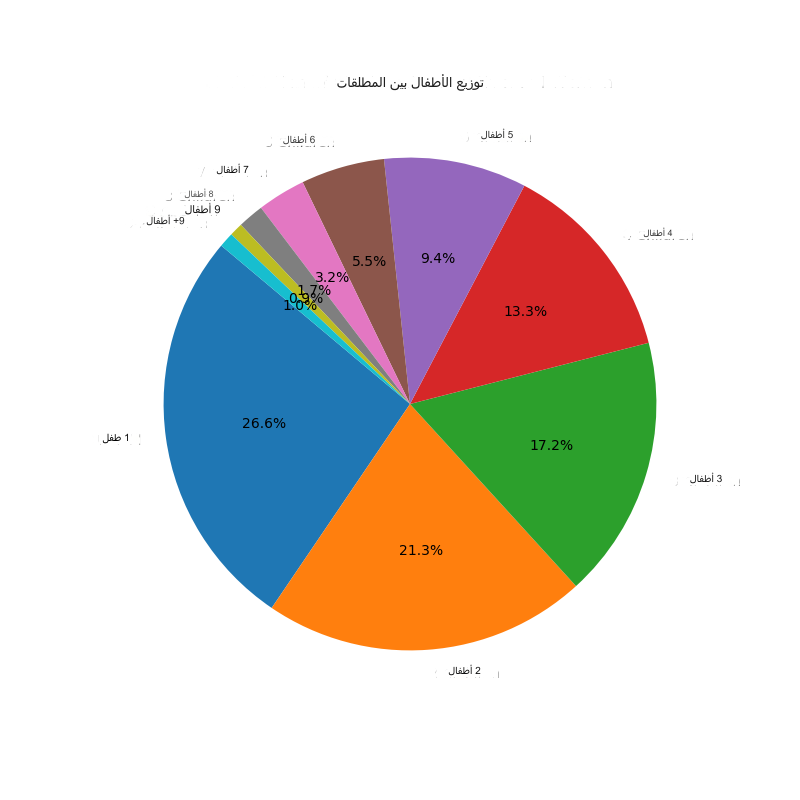 توزيع الأطفال بين المطلقات
5 أطفال
6 أطفال
7 أطفال
8 أطفال
9 أطفال
9+ أطفال
4 أطفال
5.5%
9.4%
3.2%
1.7%
0.9%
1.0%
13.3%
26.6%
1 طفل
17.2%
3 أطفال
21.3%
2 أطفال